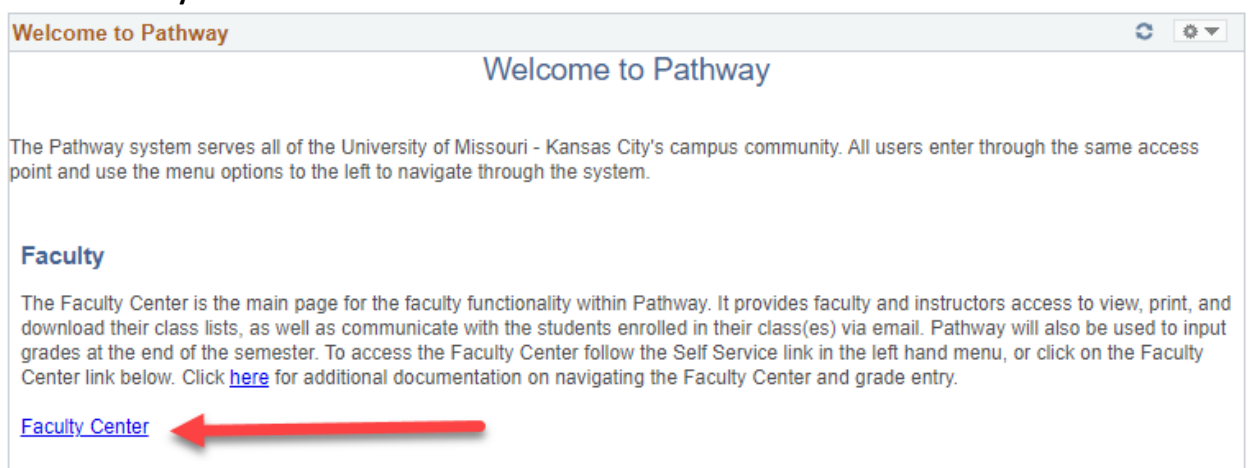 Welcome to Pathway
Welcome to Pathway
The Pathway system serves all of the University of Missouri - Kansas City's campus community. All users enter through the same access
point and use the menu options to the left to navigate through the system.
Faculty
The Faculty Center is the main page for the faculty functionality within Pathway. It provides faculty and instructors access to view, print, and
download their class lists, as well as communicate with the students enrolled in their class(es) via email. Pathway will also be used to input
grades at the end of the semester. To access the Faculty Center follow the Self Service link in the left hand menu, or click on the Faculty
Center link below. Click here for additional documentation on navigating the Faculty Center and grade entry.
Faculty Center